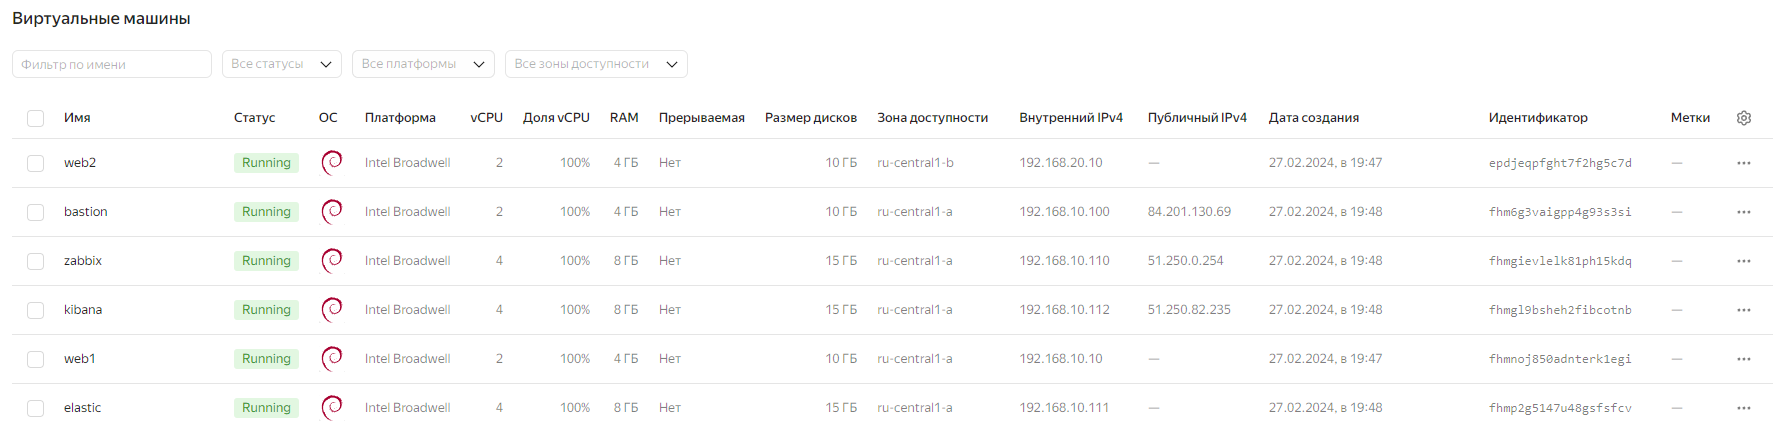 Виртуальные машины
Фильтр по имени Все статусы Все платформы Все зоны доступности
Имя Статус ОС Платформа vCPU Доля vCPU RAM Прерываемая Размер дисков Зона доступности Внутренний IPv4 Публичный IPv4 Дата создания Идентификатор Метки
web2 Running Intel Broadwell 2 100% 4 ГБ Нет 10 ГБ ru-central1-b 192.168.20.10 — 27.02.2024, в 19:47 epdjeqpfght7f2hg5c7d — ...
bastion Running Intel Broadwell 2 100% 4 ГБ Нет 10 ГБ ru-central1-a 192.168.10.100 84.201.130.69 27.02.2024, в 19:48 fhm6g3vaigpp4g93s3si — ...
zabbix Running Intel Broadwell 4 100% 8 ГБ Нет 15 ГБ ru-central1-a 192.168.10.110 51.250.0.254 27.02.2024, в 19:48 fhmgievlelk81ph15kdq — ...
kibana Running Intel Broadwell 4 100% 8 ГБ Нет 15 ГБ ru-central1-a 192.168.10.112 51.250.82.235 27.02.2024, в 19:48 fhmgl9bsheh2fibcotnb — ...
web1 Running Intel Broadwell 2 100% 4 ГБ Нет 10 ГБ ru-central1-a 192.168.10.10 — 27.02.2024, в 19:47 fhmnoj850adnterk1egi — ...
elastic Running Intel Broadwell 4 100% 8 ГБ Нет 15 ГБ ru-central1-a 192.168.10.111 — 27.02.2024, в 19:48 fhmp2g5147u48gsfsfcv — ...